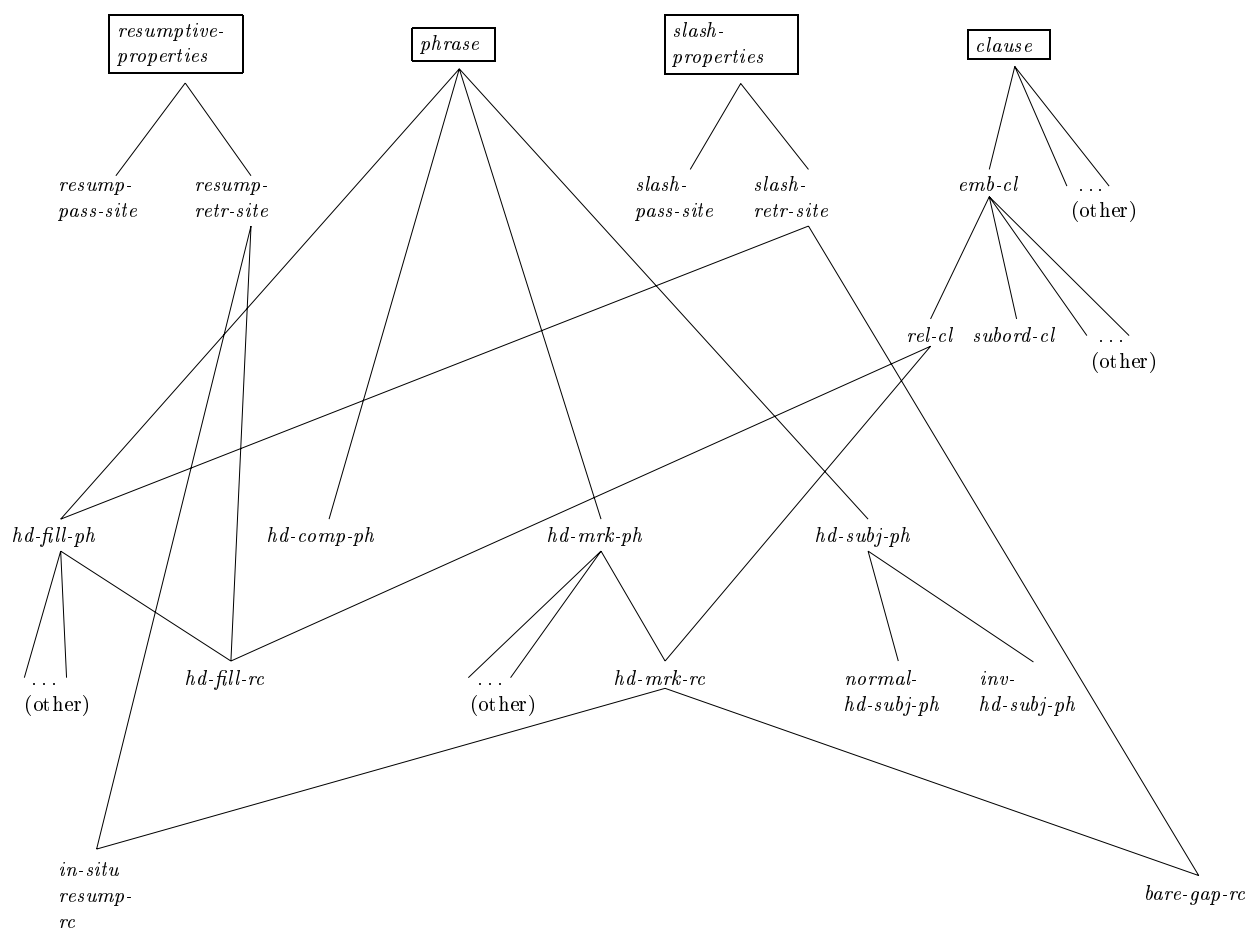 resumptive-
properties
phrase
slash-
properties
clause
resump-
pass-site
resump-
retr-site
slash-
pass-site
slash-
retr-site
emb-cl
...
(other)
rel-cl
subord-cl
...
(other)
hd-fill-ph
hd-comp-ph
hd-mrk-ph
hd-subj-ph
...
(other)
hd-fill-rc
...
(other)
hd-mrk-rc
normal-
hd-subj-ph
inv-
hd-subj-ph
in-situ
resump-
rc
bare-gap-rc